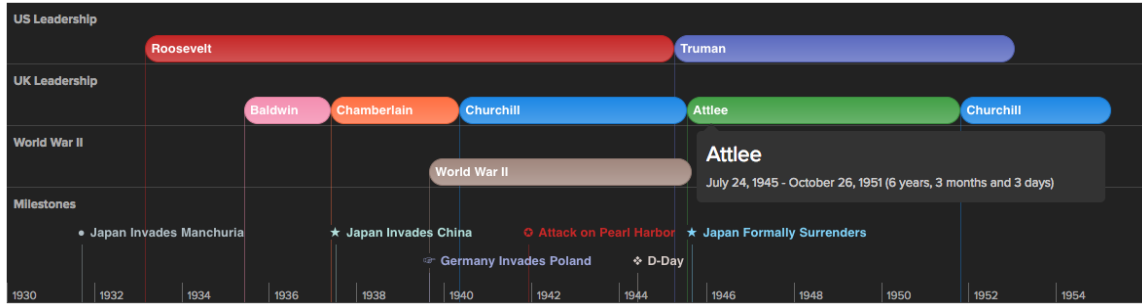 US Leadership
Roosevelt Truman
UK Leadership
Baldwin Chamberlain Churchill Attlee Churchill
World War II
Attlee
World War II
July 24, 1945 - October 26, 1951 (6 years, 3 months and 3 days)
Milestones
Japan Invades Manchuria Japan Invades China Attack on Pearl Harbor Japan Formally Surrenders
Germany Invades Poland D-Day
1930 1932 1934 1936 1938 1940 1942 1944 1946 1948 1950 1952 1954